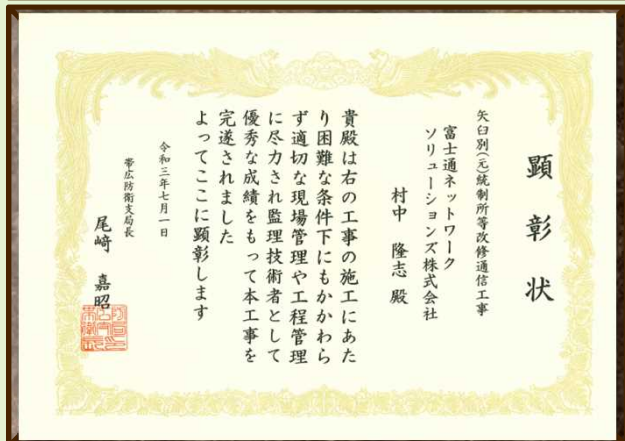 顕彰状
矢臼別(元)統制所等改修通信工事
富士通ネットワーク
ソリューションズ株式会社
村中 隆志 殿
貴殿は右の工事の施工にあた
り困難な条件下にもかかわら
ず適切な現場管理や工程管理
に尽力され監理技術者として
優秀な成績をもって本工事を
完遂されました
よってここに顕彰します
令和三年七月一日
帯広防衛支局長
尾﨑 嘉昭